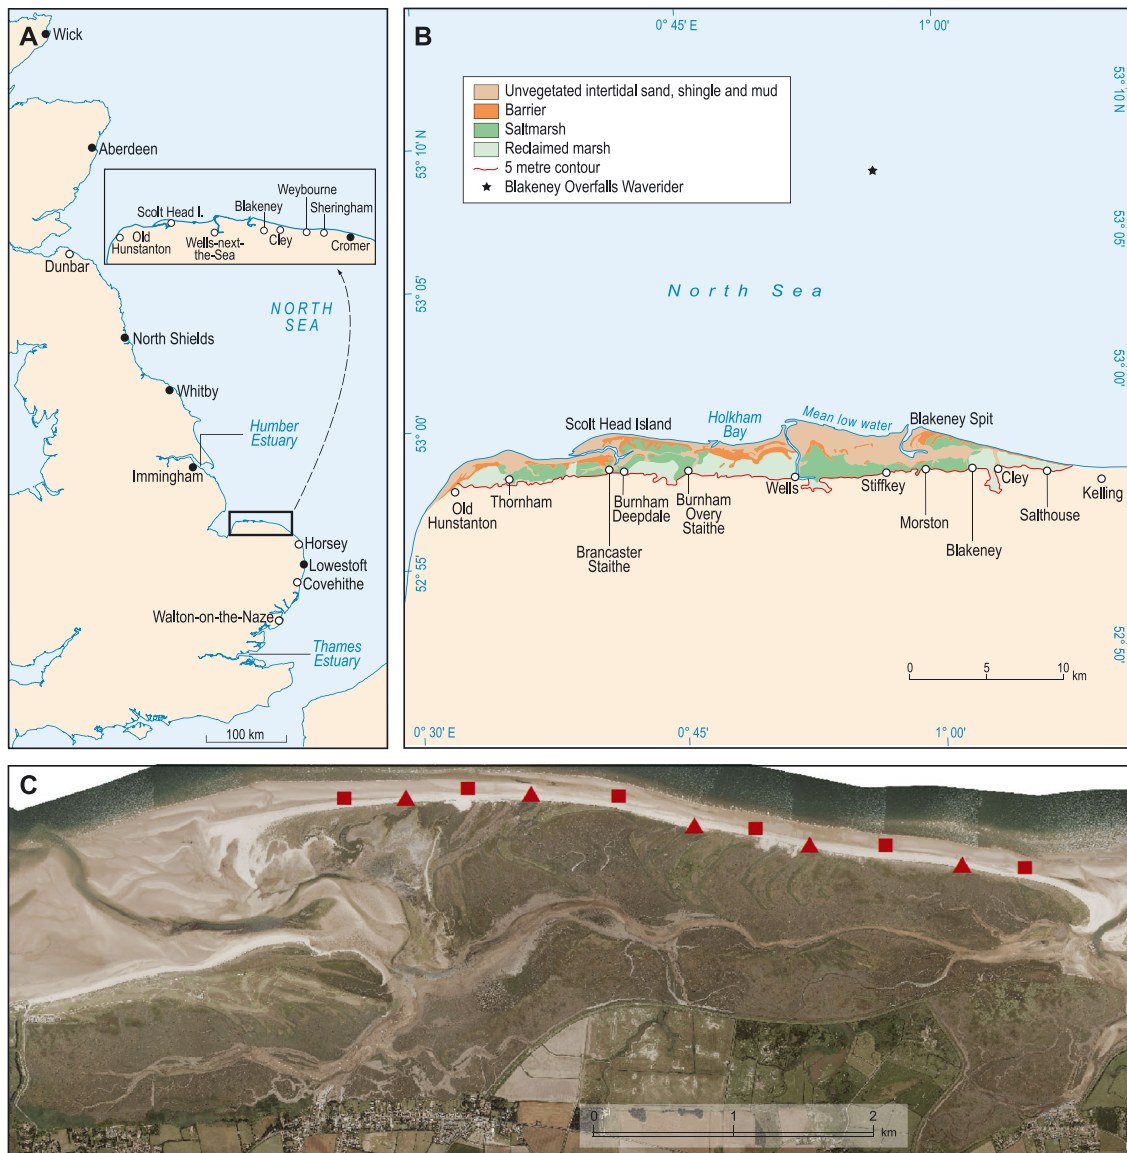 A
Wick
Aberdeen
Weybourne
Scolt Head I.
Blakeney
Sheringham
Old
Hunstanton
Wells-next-
the-Sea
Cley
Cromer
Dunbar
NORTH
SEA
North Shields
Whitby
Humber
Estuary
Immingham
Horsey
Lowestoft
Covehithe
Walton-on-the-Naze
Thames
Estuary
100 km
B
0° 45'E
1° 00'
53° 10 N
53° 10' N
53° 05'
53° 05'
53° 00'
53° 00'
52° 55'
52° 50'
Unvegetated intertidal sand, shingle and mud
Barrier
Saltmarsh
Reclaimed marsh
5 metre contour
Blakeney Overfalls Waverider
North Sea
Scolt Head Island
Holkham
Bay
Mean low water
Blakeney Spit
Old
Hunstanton
Thornham
Brancaster
Staithe
Burnham
Deepdale
Burnham
Overy
Staithe
Wells
Stiffkey
Morston
Blakeney
Cley
Salthouse
Kelling
0 5 10
km
0° 30' E
0° 45'
1° 00'
C
0 1 2
km